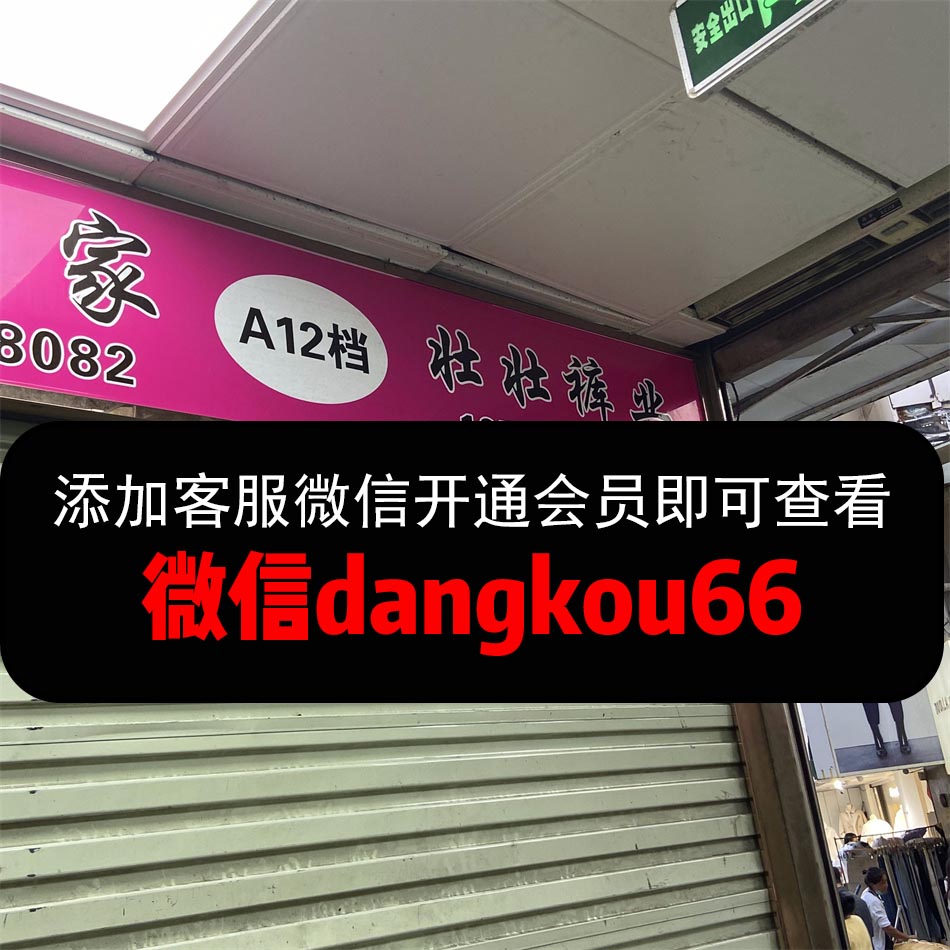 安全出口
家
A12档
壮壮裤业
8082
添加客服微信开通会员即可查看
微信dangkou66